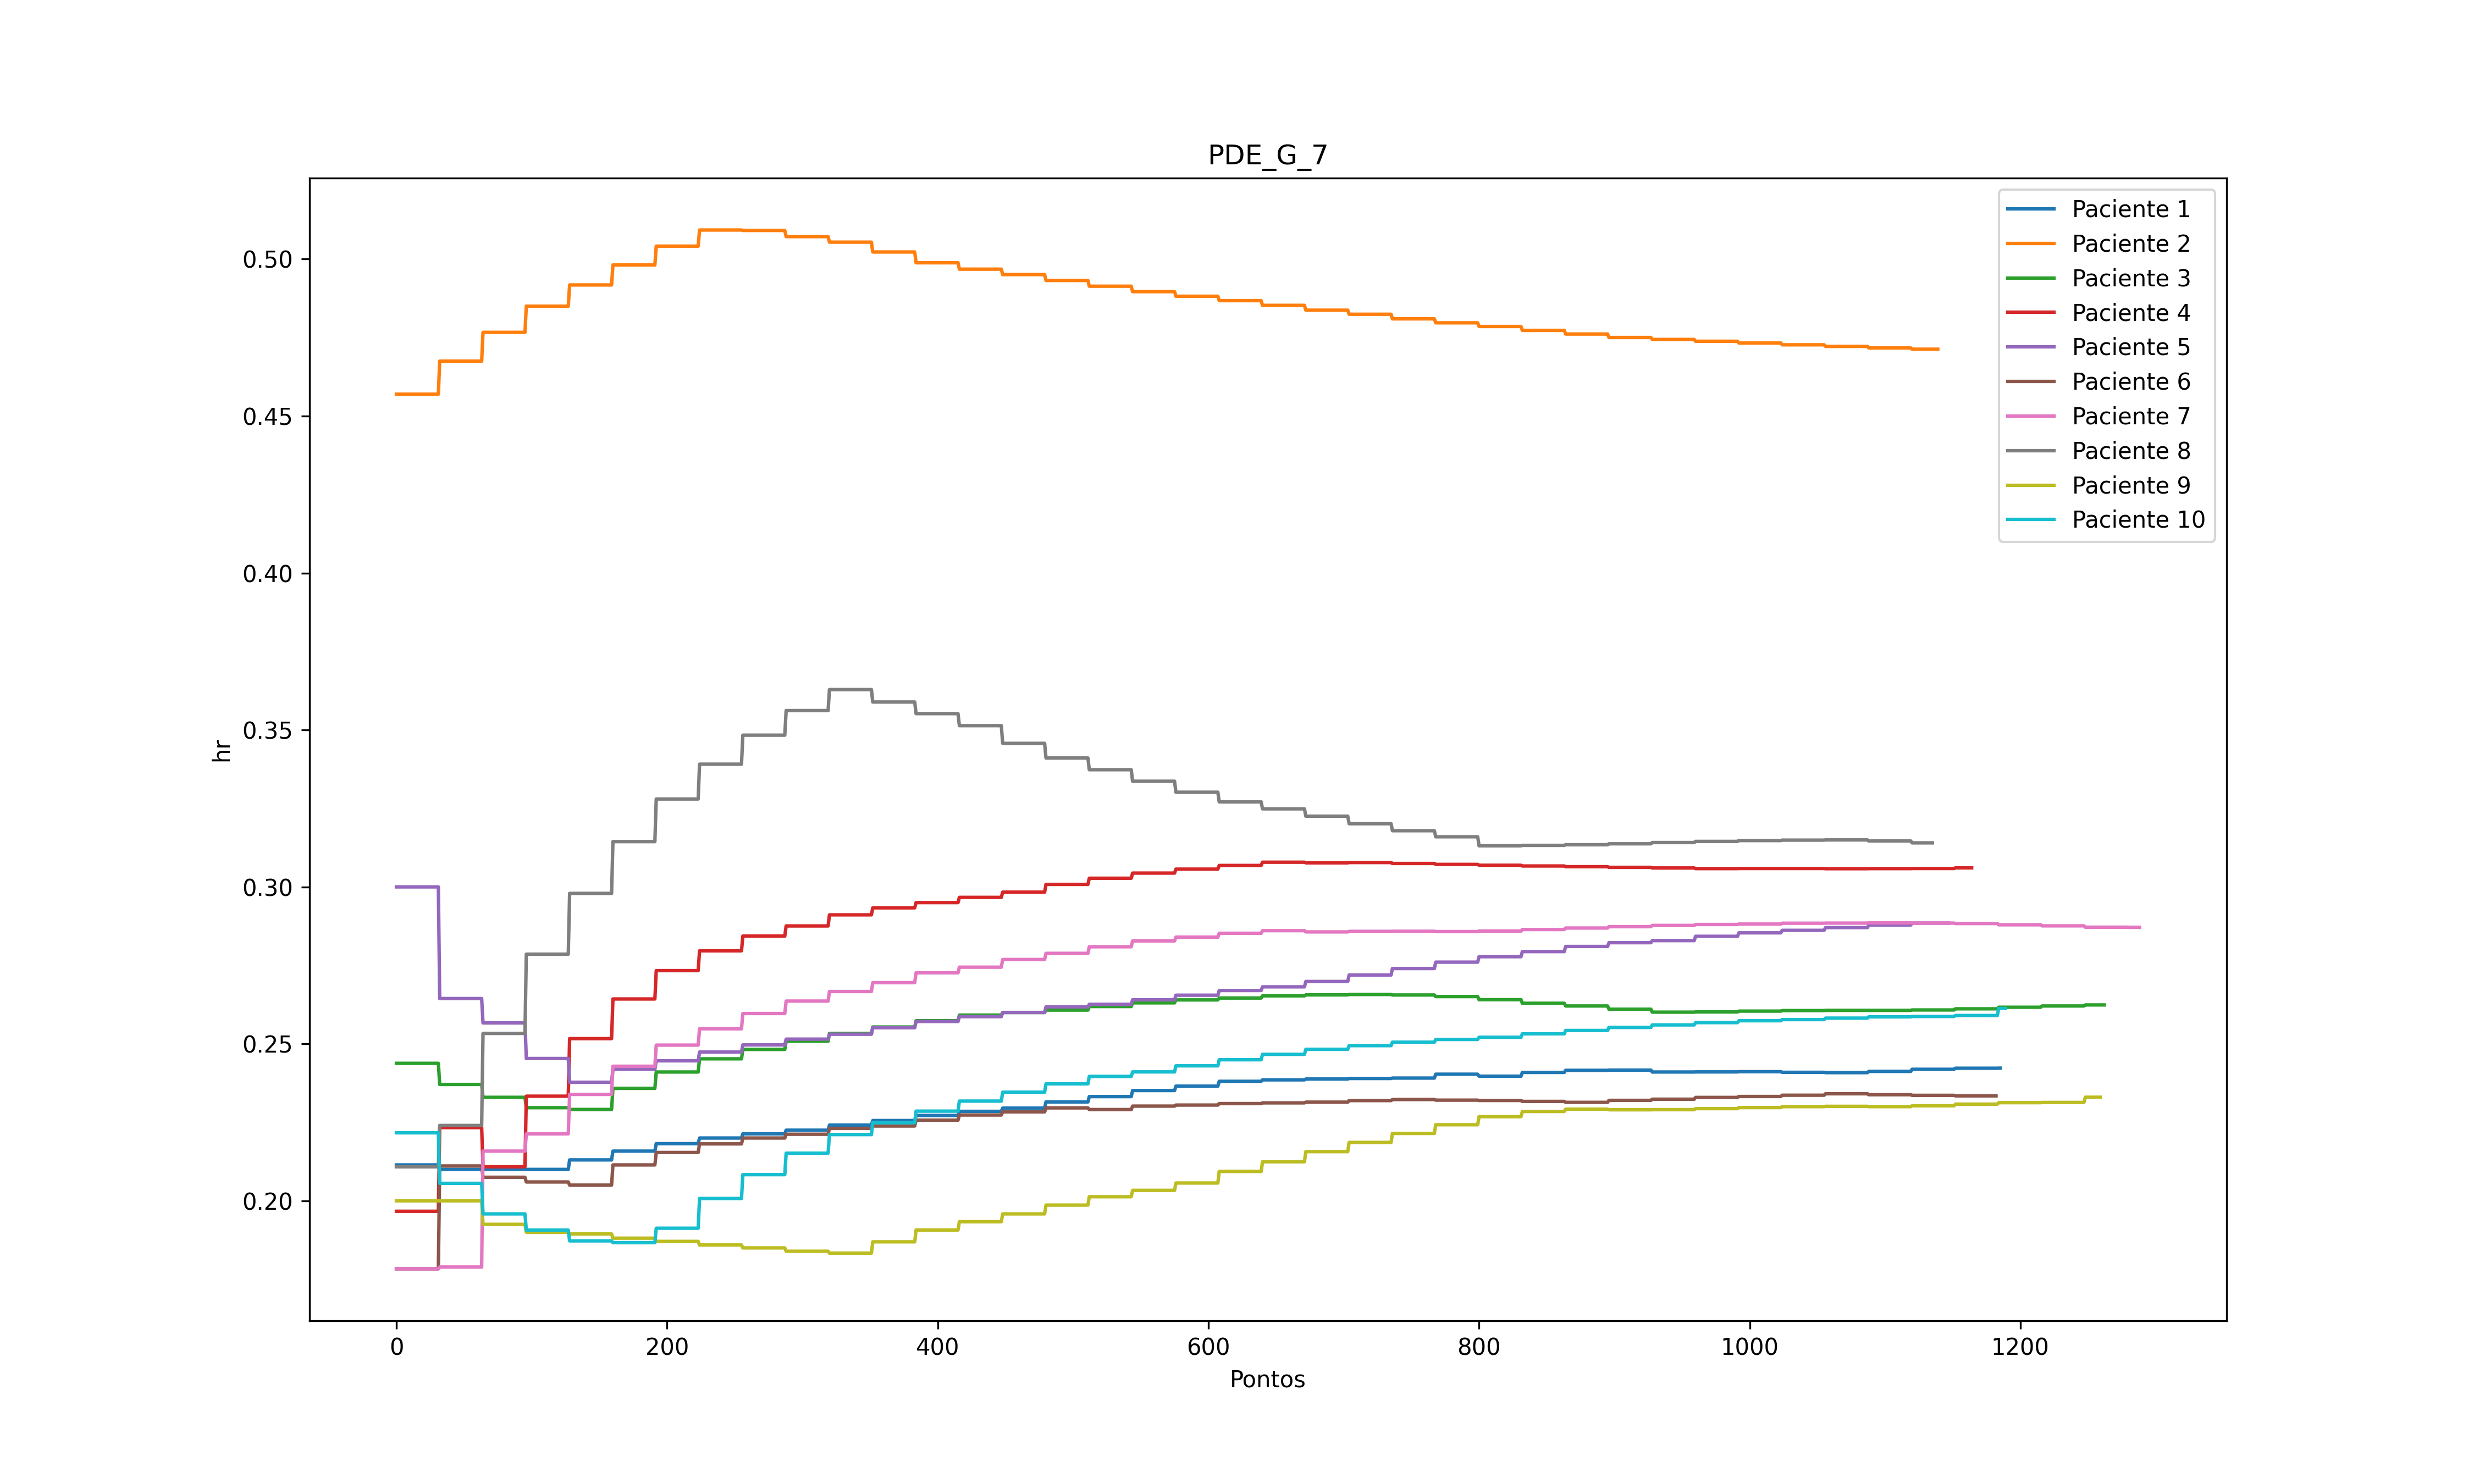 PDE_G_7
hr
0.50
0.45
0.40
0.35
0.30
0.25
0.20
0
200
400
600
800
1000
1200
Pontos
Paciente 1
Paciente 2
Paciente 3
Paciente 4
Paciente 5
Paciente 6
Paciente 7
Paciente 8
Paciente 9
Paciente 10